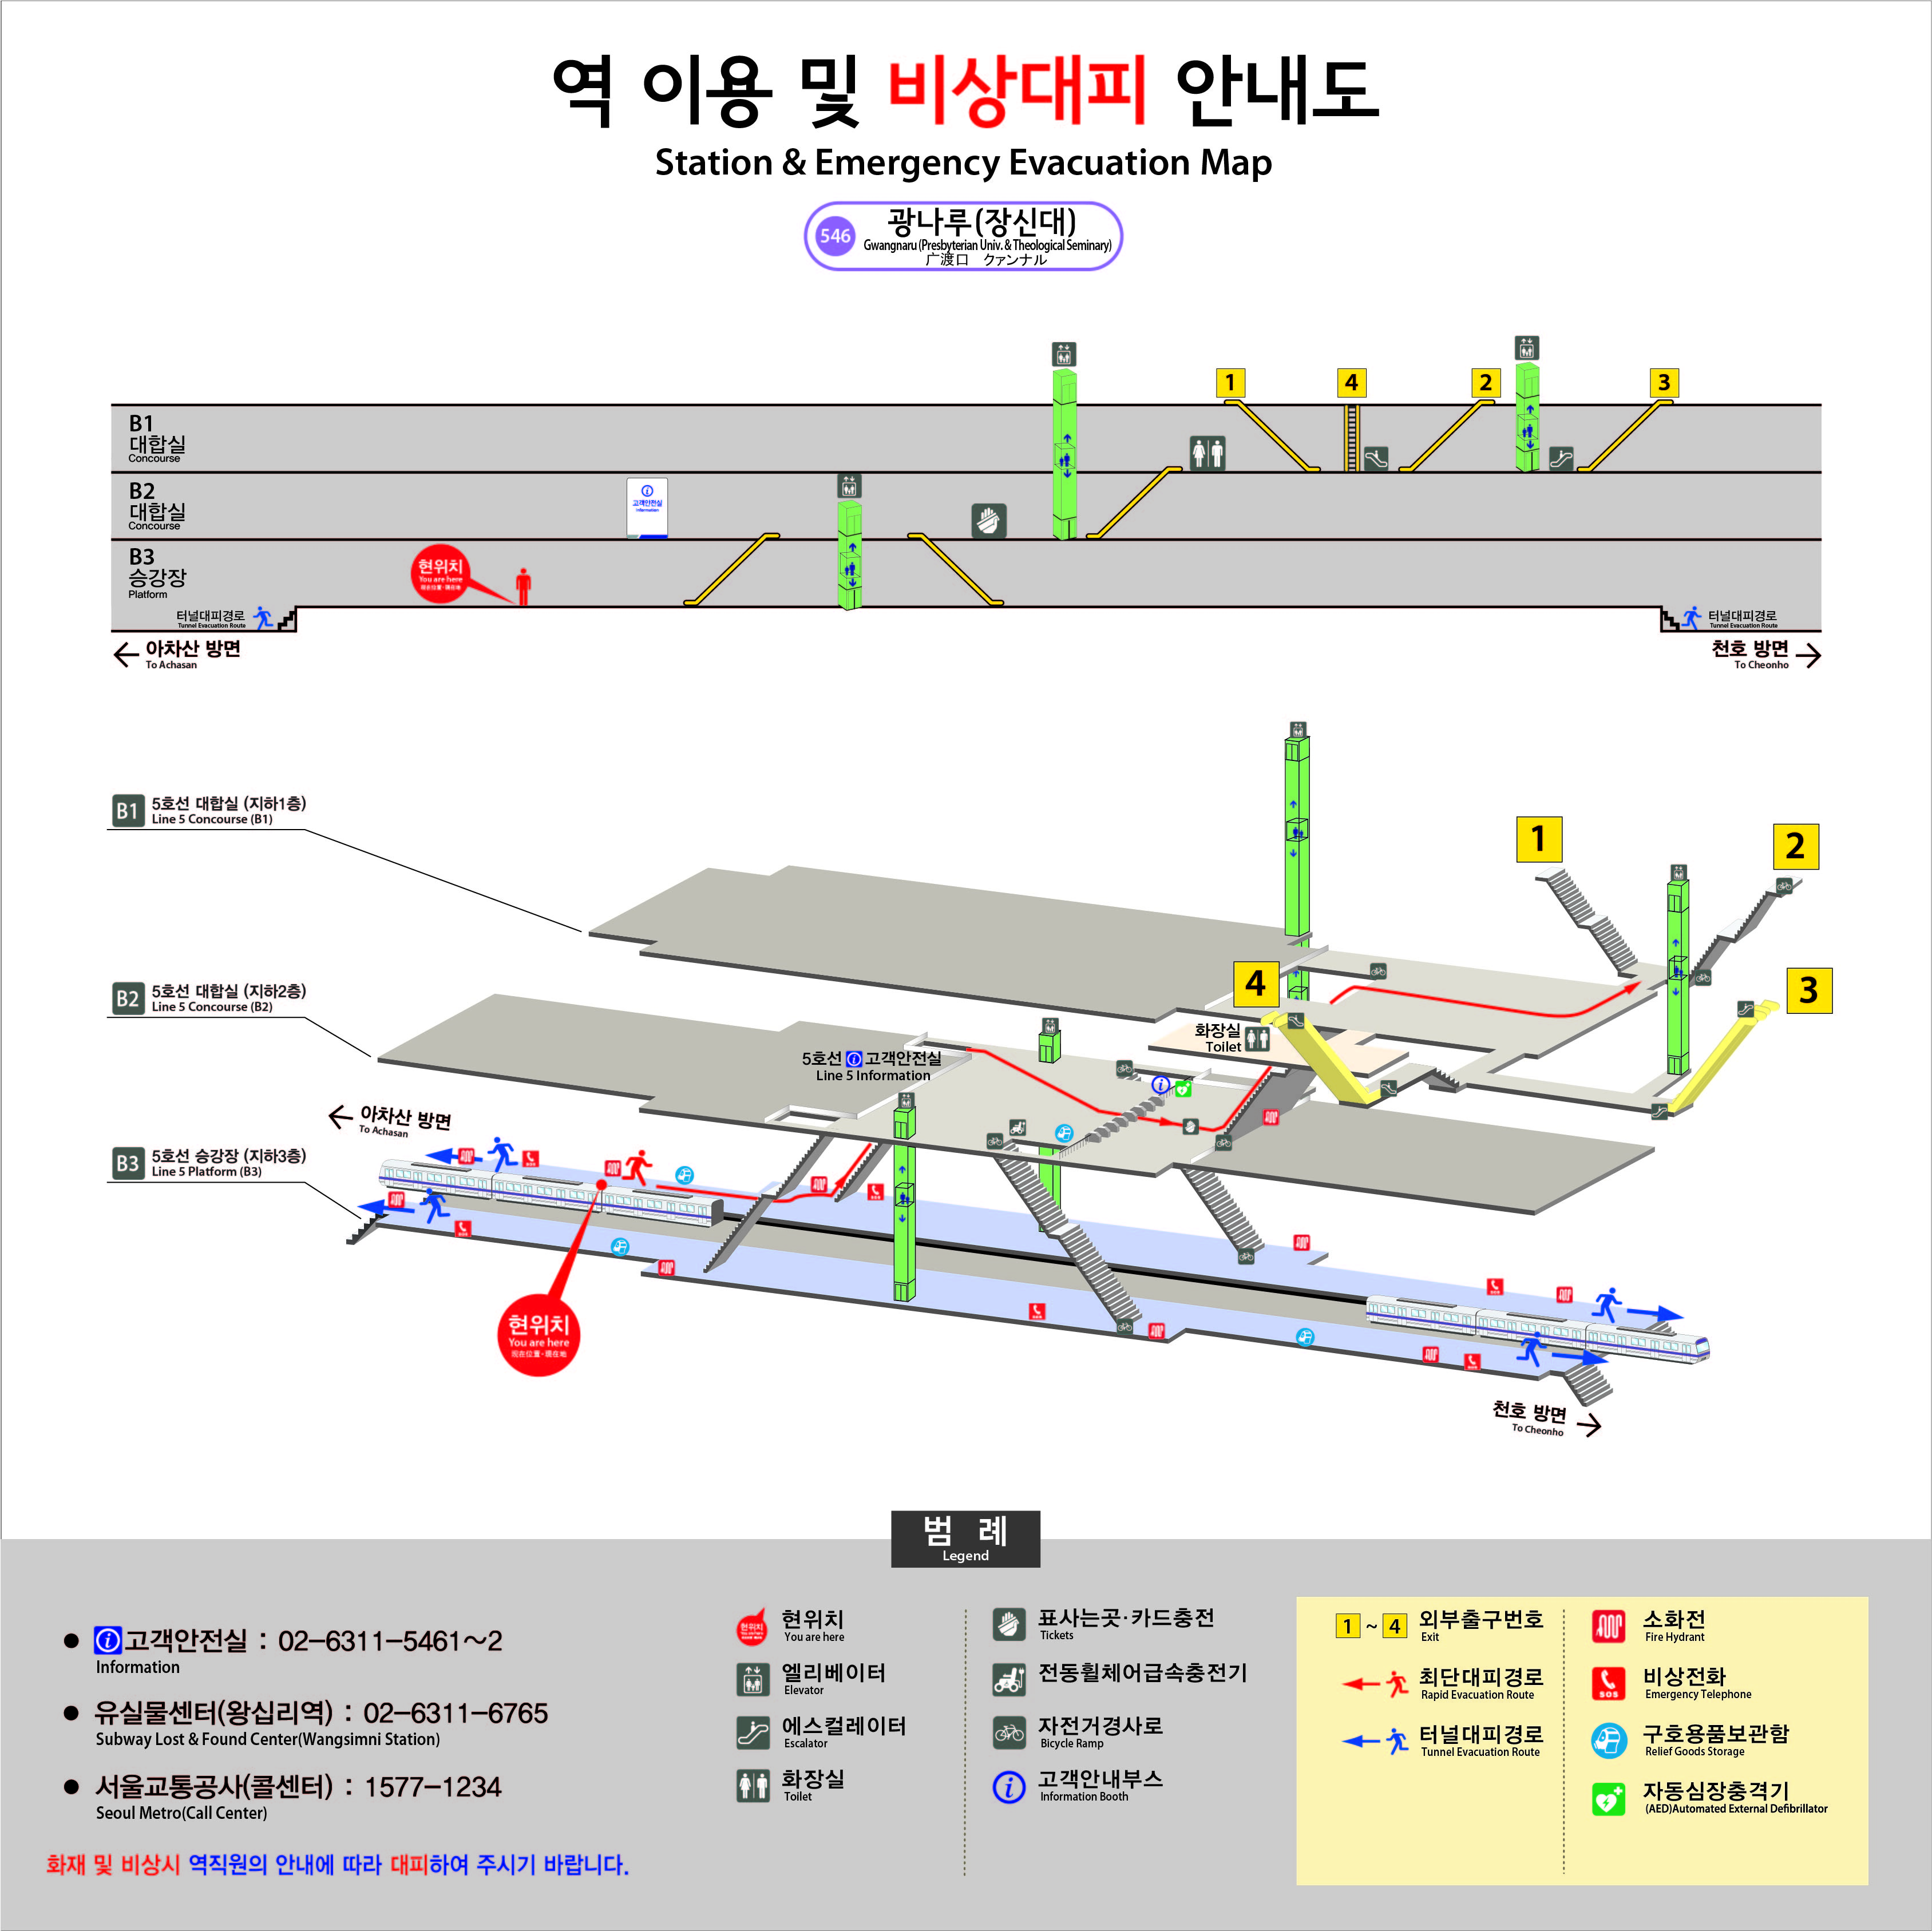 역 이용 및 비상대피 안내도
Station & Emergency Evacuation Map
546
광나루(장신대)
Gwangnaru (Presbyterian Univ. & Theological Seminary)
广渡口 クァンナル
1
4
2
3
B1
대합실
Concourse
B2
대합실
Concourse
고객안전실
Information
B3
승강장
Platform
현위치
You are here
现在位置·現在地
터널대피경로
Tunnel Evacuation Route
터널대피경로
Tunnel Evacuation Route
아차산 방면
To Achasan
천호 방면
To Cheonho
B1 5호선 대합실 (지하1층)
Line 5 Concourse (B1)
1
2
4
3
B2 5호선 대합실 (지하2층)
Line 5 Concourse (B2)
화장실
Toilet
5호선 고객안전실
Line 5 Information
아차산 방면
To Achasan
B3 5호선 승강장 (지하3층)
Line 5 Platform (B3)
현위치
You are here
现在位置·現在地
천호 방면
To Cheonho
범 례
Legend
고객안전실 : 02-6311-5461~2
Information
유실물센터(왕십리역) : 02-6311-6765
Subway Lost & Found Center(Wangsimni Station)
서울교통공사(콜센터) : 1577-1234
Seoul Metro(Call Center)
화재 및 비상시 역직원의 안내에 따라 대피하여 주시기 바랍니다.
현위치
You are here
엘리베이터
Elevator
에스컬레이터
Escalator
화장실
Toilet
표사는곳·카드충전
Tickets
전동휠체어급속충전기
자전거경사로
Bicycle Ramp
고객안내부스
Information Booth
1 ~ 4 외부출구번호
Exit
최단대피경로
Rapid Evacuation Route
터널대피경로
Tunnel Evacuation Route
소화전
Fire Hydrant
SOS
비상전화
Emergency Telephone
구호용품보관함
Relief Goods Storage
자동심장충격기
(AED)Automated External Defibrillator